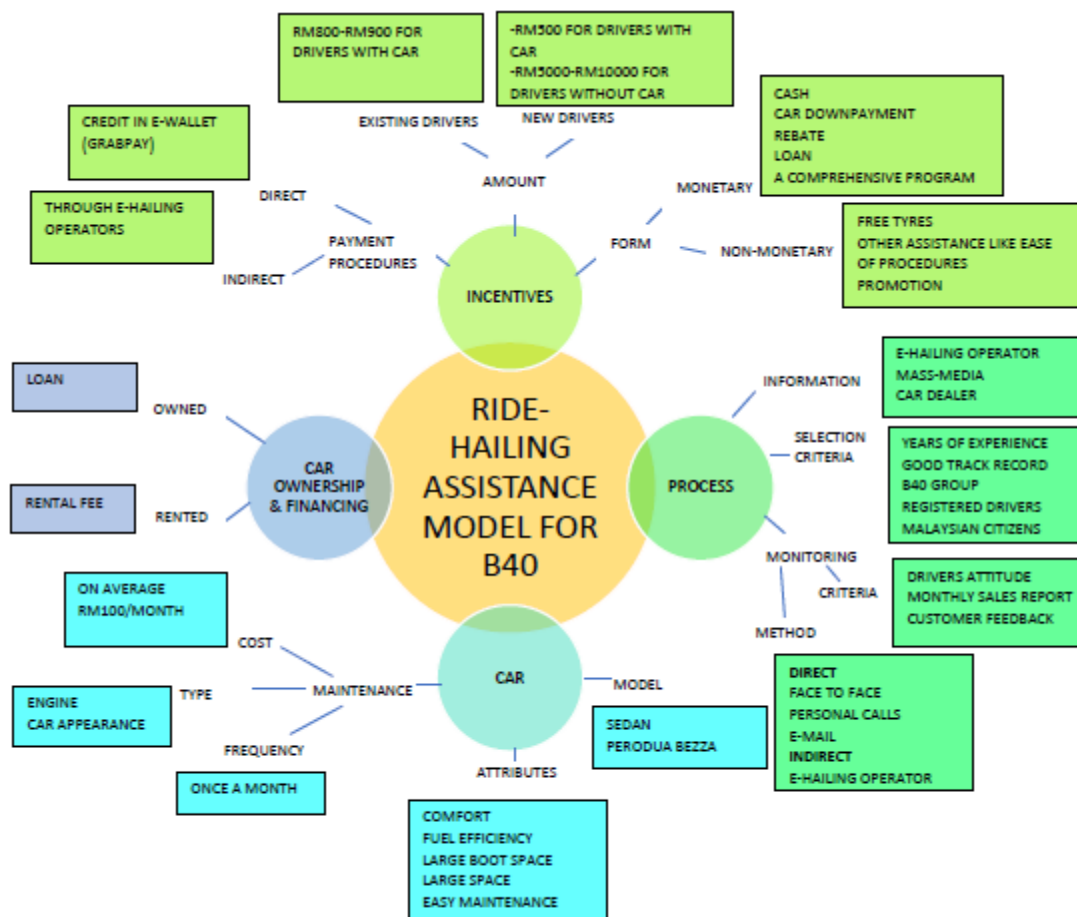 RM800-RM900 FOR
DRIVERS WITH CAR
-RM500 FOR DRIVERS WITH
CAR
-RM5000-RM10000 FOR
DRIVERS WITHOUT CAR
EXISTING DRIVERS
NEW DRIVERS
AMOUNT
CREDIT IN E-WALLET
(GRABPAY)
THROUGH E-HAILING
OPERATORS
DIRECT
INDIRECT
PAYMENT
PROCEDURES
CASH
CAR DOWNPAYMENT
REBATE
LOAN
A COMPREHENSIVE PROGRAM
MONETARY
FORM
NON-MONETARY
FREE TYRES
OTHER ASSISTANCE LIKE EASE
OF PROCEDURES
PROMOTION
INCENTIVES
RIDE-
HAILING
ASSISTANCE
MODEL FOR
B40
LOAN
OWNED
RENTAL FEE
RENTED
CAR
OWNERSHIP
& FINANCING
PROCESS
INFORMATION
E-HAILING OPERATOR
MASS-MEDIA
CAR DEALER
SELECTION
CRITERIA
YEARS OF EXPERIENCE
GOOD TRACK RECORD
B40 GROUP
REGISTERED DRIVERS
MALAYSIAN CITIZENS
MONITORING
CRITERIA
DRIVERS ATTITUDE
MONTHLY SALES REPORT
CUSTOMER FEEDBACK
METHOD
DIRECT
FACE TO FACE
PERSONAL CALLS
E-MAIL
INDIRECT
E-HAILING OPERATOR
CAR
MODEL
SEDAN
PERODUA BEZZA
ATTRIBUTES
COMFORT
FUEL EFFICIENCY
LARGE BOOT SPACE
LARGE SPACE
EASY MAINTENANCE
MAINTENANCE
ON AVERAGE
RM100/MONTH
COST
TYPE
ENGINE
CAR APPEARANCE
FREQUENCY
ONCE A MONTH